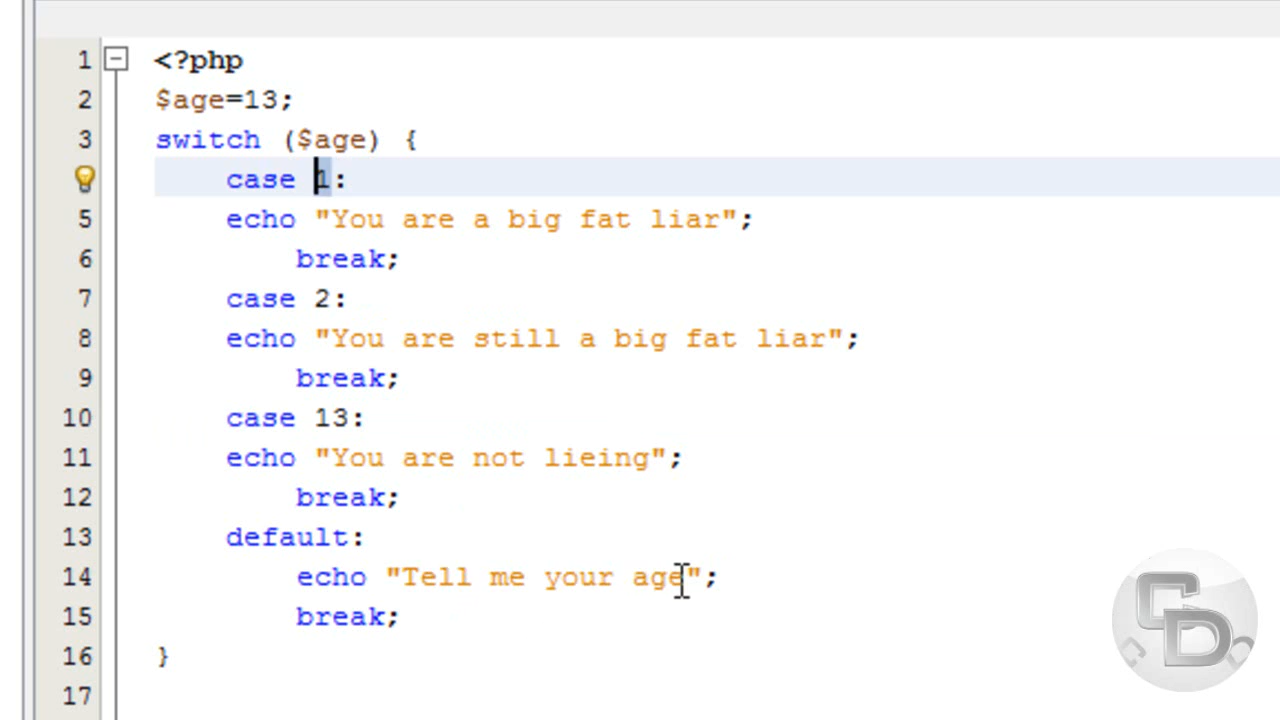 1 <?php
2 $age=13;
3 switch ($age) {
case 1:
5 echo "You are a big fat liar";
6 break;
7 case 2:
8 echo "You are still a big fat liar";
9 break;
10 case 13:
11 echo "You are not lieing";
12 break;
13 default:
14 echo "Tell me your age";
15 break;
16 }
17
CD